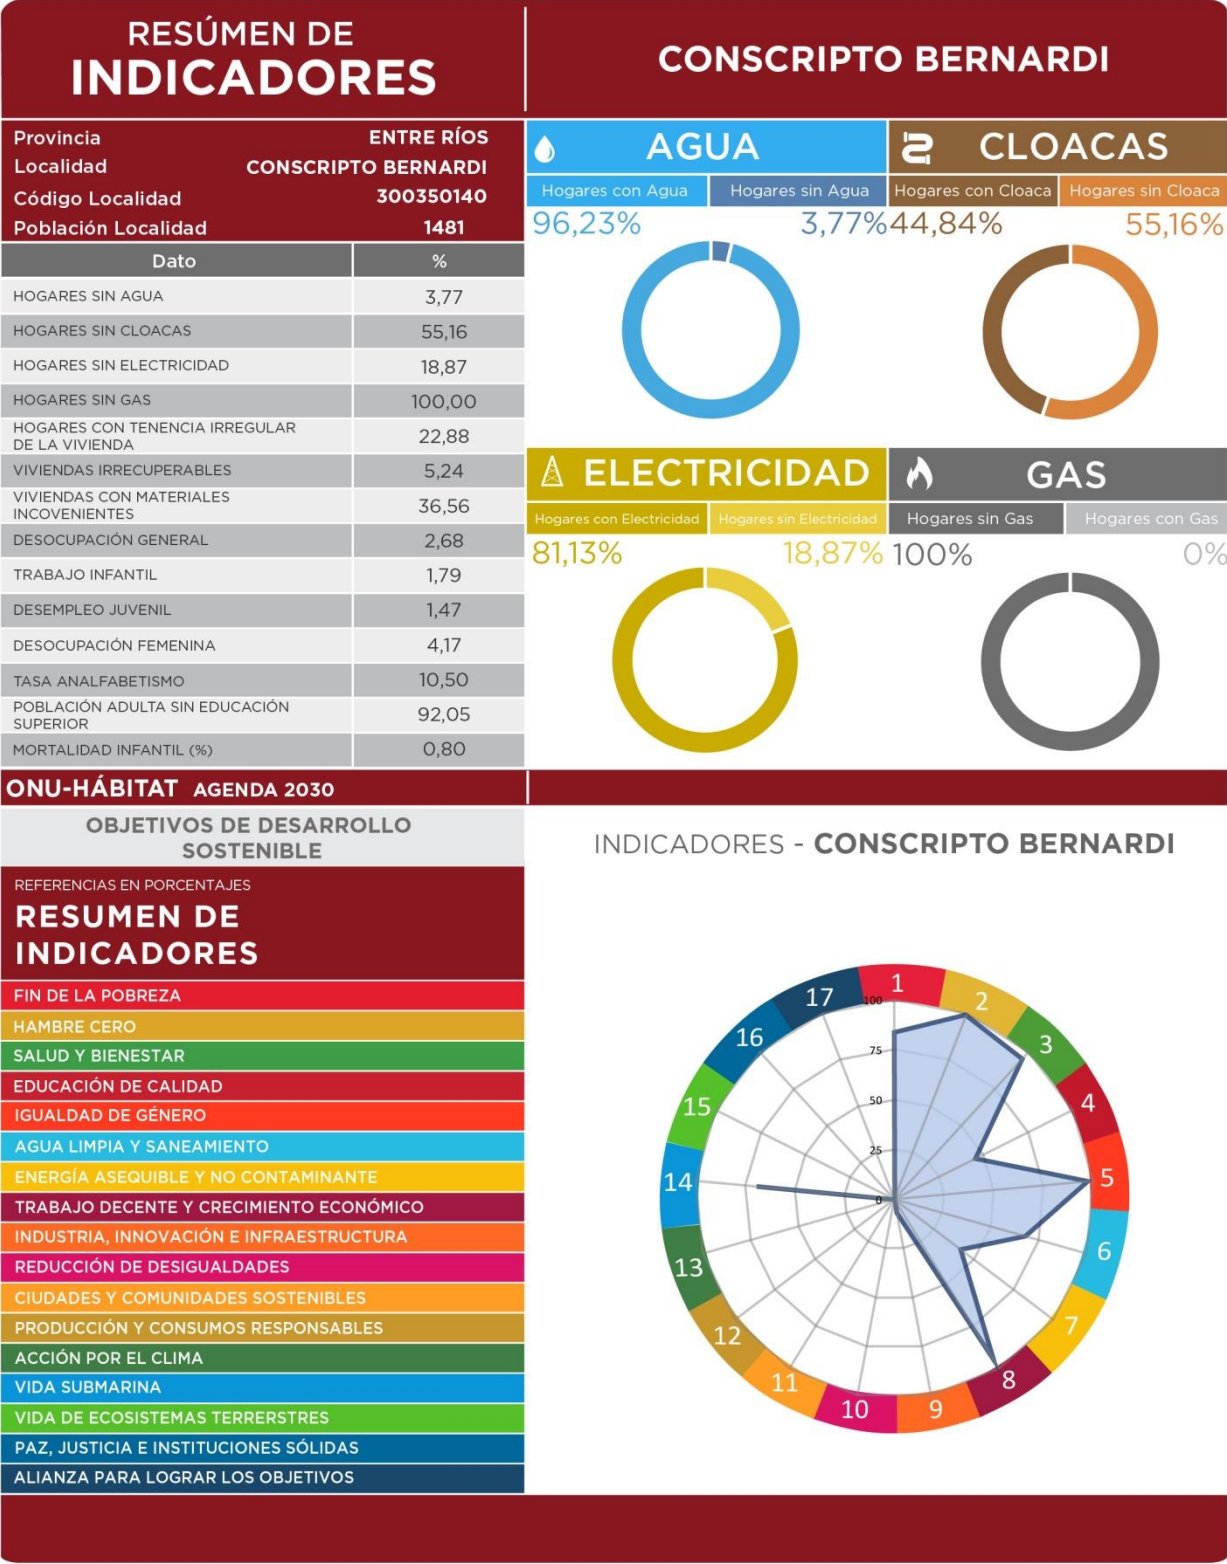 RESÚMEN DE
INDICADORES
CONSCRIPTO BERNARDI
Provincia ENTRE RÍOS
Localidad CONSCRIPTO BERNARDI
Código Localidad 300350140
Población Localidad 1481
Dato %
HOGARES SIN AGUA 3,77
HOGARES SIN CLOACAS 55,16
HOGARES SIN ELECTRICIDAD 18,87
HOGARES SIN GAS 100,00
HOGARES CON TENENCIA IRREGULAR
DE LA VIVIENDA 22,88
VIVIENDAS IRRECUPERABLES 5,24
VIVIENDAS CON MATERIALES
INCOVENIENTES 36,56
DESOCUPACIÓN GENERAL 2,68
TRABAJO INFANTIL 1,79
DESEMPLEO JUVENIL 1,47
DESOCUPACIÓN FEMENINA 4,17
TASA ANALFABETISMO 10,50
POBLACIÓN ADULTA SIN EDUCACIÓN
SUPERIOR 92,05
MORTALIDAD INFANTIL (%) 0,80
AGUA
Hogares con Agua Hogares sin Agua
96,23% 3,77%
CLOACAS
Hogares con Cloaca Hogares sin Cloaca
44,84% 55,16%
ELECTRICIDAD
Hogares con Electricidad Hogares sin Electricidad
81,13% 18,87%
GAS
Hogares sin Gas Hogares con Gas
100% 0%
ONU-HÁBITAT AGENDA 2030
OBJETIVOS DE DESARROLLO
SOSTENIBLE
REFERENCIAS EN PORCENTAJES
RESUMEN DE
INDICADORES
FIN DE LA POBREZA
HAMBRE CERO
SALUD Y BIENESTAR
EDUCACIÓN DE CALIDAD
IGUALDAD DE GÉNERO
AGUA LIMPIA Y SANEAMIENTO
ENERGÍA ASEQUIBLE Y NO CONTAMINANTE
TRABAJO DECENTE Y CRECIMIENTO ECONÓMICO
INDUSTRIA, INNOVACIÓN E INFRAESTRUCTURA
REDUCCIÓN DE DESIGUALDADES
CIUDADES Y COMUNIDADES SOSTENIBLES
PRODUCCIÓN Y CONSUMOS RESPONSABLES
ACCIÓN POR EL CLIMA
VIDA SUBMARINA
VIDA DE ECOSISTEMAS TERRERSTRES
PAZ, JUSTICIA E INSTITUCIONES SÓLIDAS
ALIANZA PARA LOGRAR LOS OBJETIVOS
INDICADORES - CONSCRIPTO BERNARDI
1
2
3
4
5
6
7
8
9
10
11
12
13
14
15
16
17
100
75
50
25
0